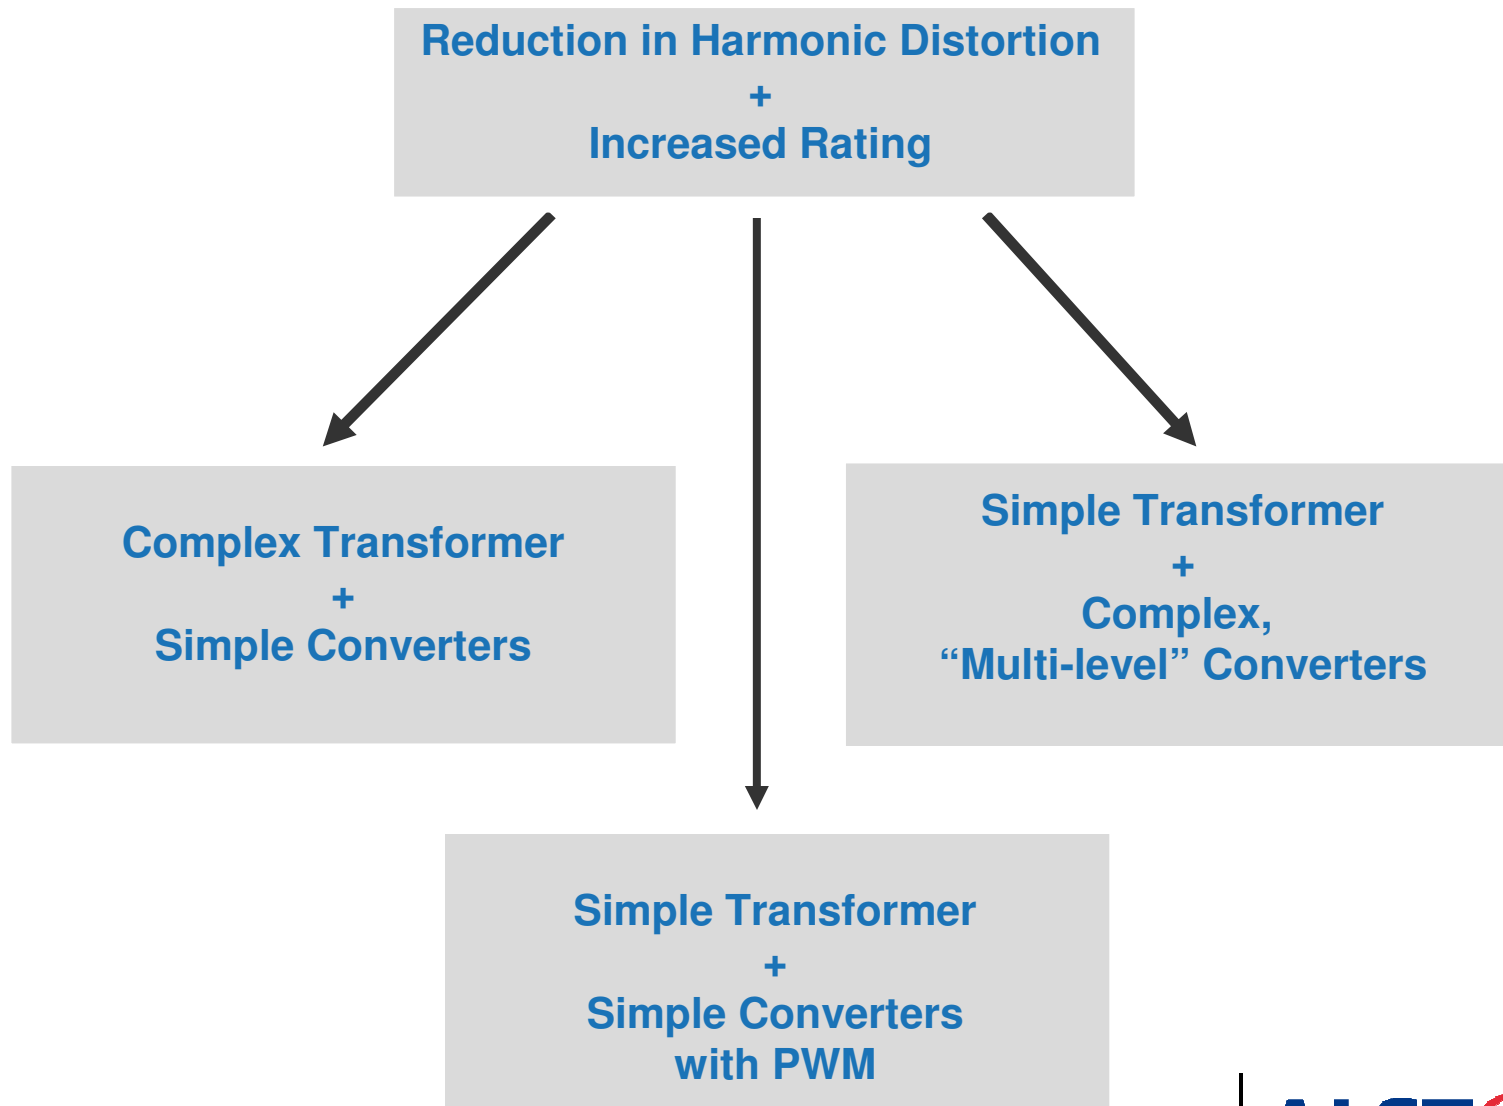 Reduction in Harmonic Distortion
+
Increased Rating
Complex Transformer
+
Simple Converters
Simple Transformer
+
Complex,
“Multi-level” Converters
Simple Transformer
+
Simple Converters
with PWM